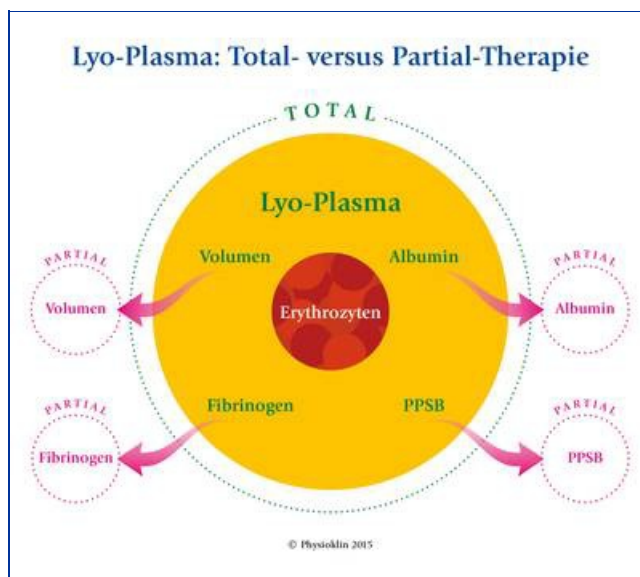 Lyo-Plasma: Total- versus Partial-Therapie
TOTAL
Lyo-Plasma
Volumen
Albumin
PARTIAL
Volumen
Erythrozyten
PARTIAL
Albumin
Fibrinogen
PPSB
PARTIAL
Fibrinogen
PARTIAL
PPSB
© Physioklin 2015